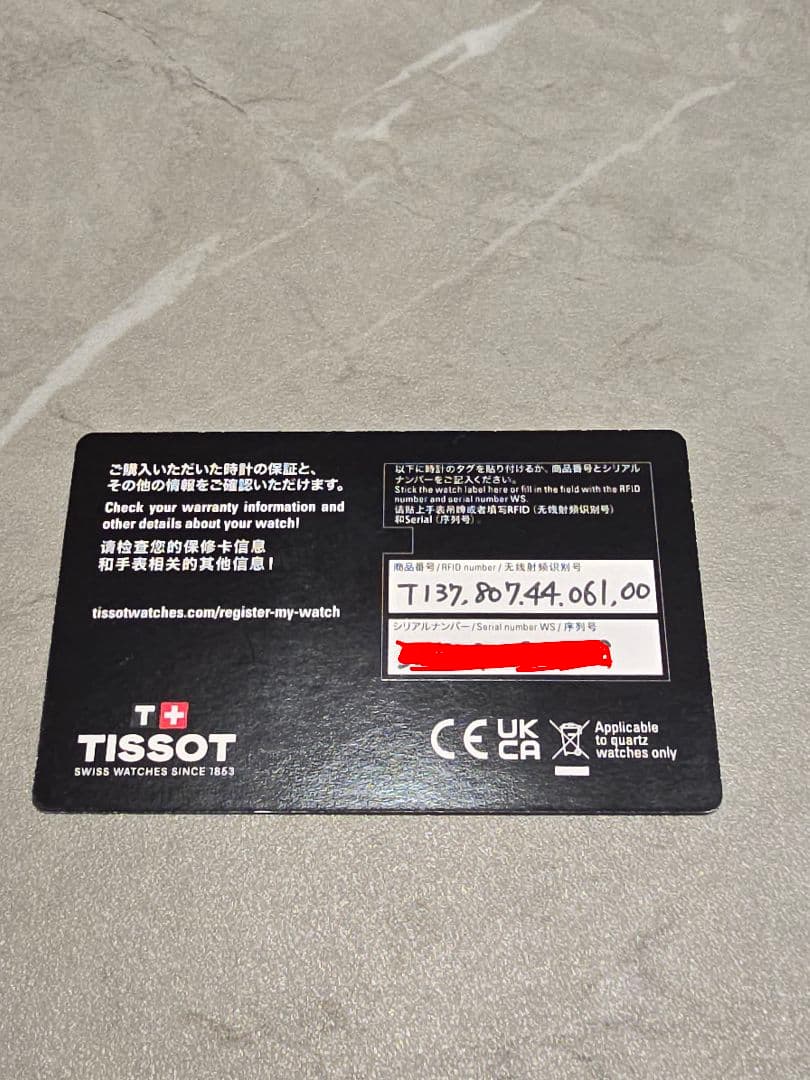 ご購入いただいた時計の保証と、
その他の情報をご確認いただけます。
Check your warranty information and
other details about your watch!
请检查您的保修卡信息
和手表相关的其他信息！
tissotwatches.com/register-my-watch
以下に時計のタグを貼り付けるか、商品番号とシリアル
ナンバーをご記入ください。
Stick the watch label here or fill in the field with the RFID
number and serial number WS.
请贴上手表吊牌或者填写RFID（无线射频识别号）
和Serial（序列号）.
商品番号/RFID number/无线射频识别号
T137.807.44.061.00
シリアルナンバー/Serial number WS/序列号
T
TISSOT
SWISS WATCHES SINCE 1853
CE
UK
CA
Applicable
to quartz
watches only